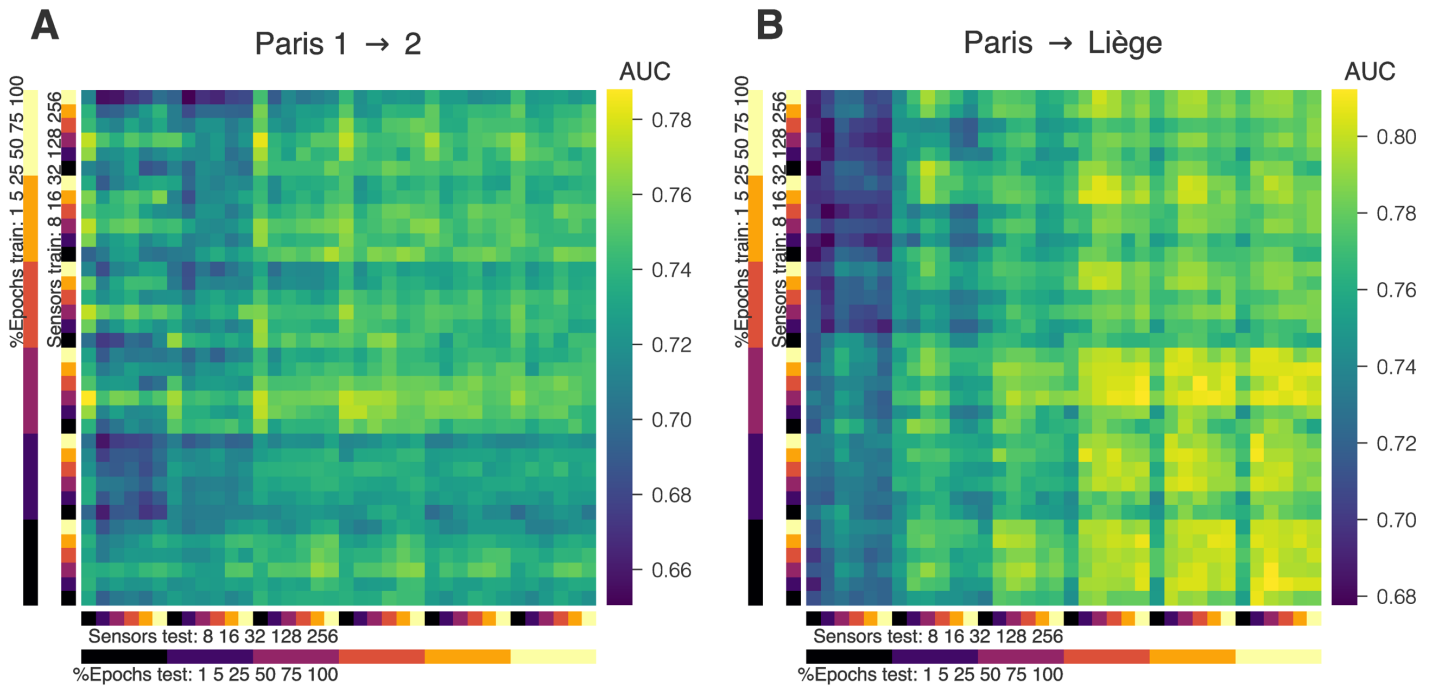 A
Paris 1 → 2
AUC
%Epochs train: 1 5 25 50 75 100
Sensors train: 8 16 32 128 256
0.78
0.76
0.74
0.72
0.70
0.68
0.66
Sensors test: 8 16 32 128 256
%Epochs test: 1 5 25 50 75 100
B
Paris → Liège
AUC
%Epochs train: 1 5 25 50 75 100
Sensors train: 8 16 32 128 256
0.80
0.78
0.76
0.74
0.72
0.70
0.68
Sensors test: 8 16 32 128 256
%Epochs test: 1 5 25 50 75 100